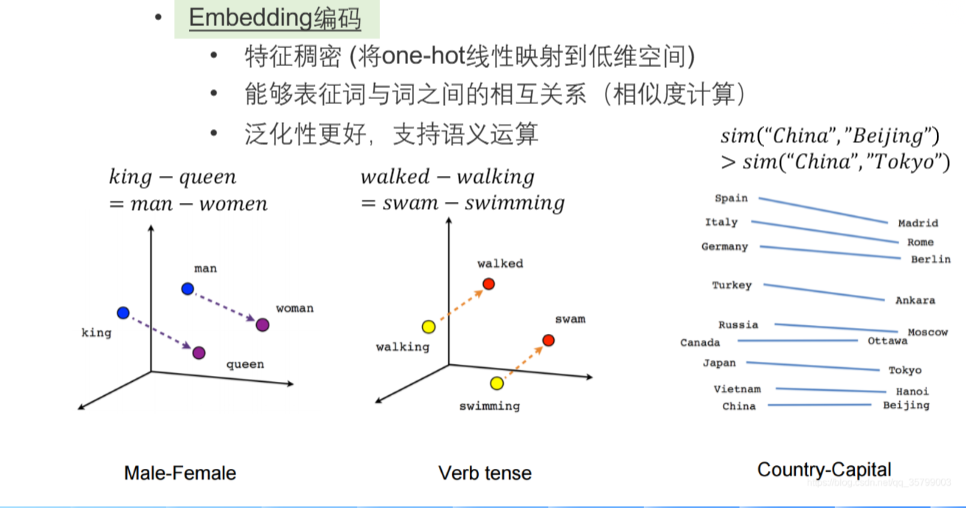 • Embedding编码
• 特征稠密 (将one-hot线性映射到低维空间)
• 能够表征词与词之间的相互关系（相似度计算）
• 泛化性更好，支持语义运算
king − queen
= man − women
walked − walking
= swam − swimming
sim(“China”,”Beijing”)
> sim(“China”,”Tokyo”)
man
woman
king
queen
walked
swam
walking
swimming
Spain
Madrid
Italy
Rome
Germany
Berlin
Turkey
Ankara
Russia
Moscow
Canada
Ottawa
Japan
Tokyo
Vietnam
Hanoi
China
Beijing
Male-Female
Verb tense
Country-Capital